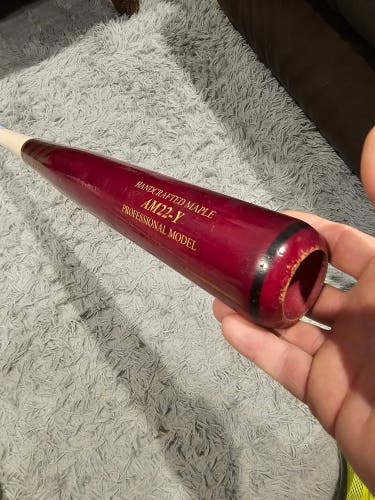 HANDCRAFTED MAPLE
AM22-Y
PROFESSIONAL MODEL